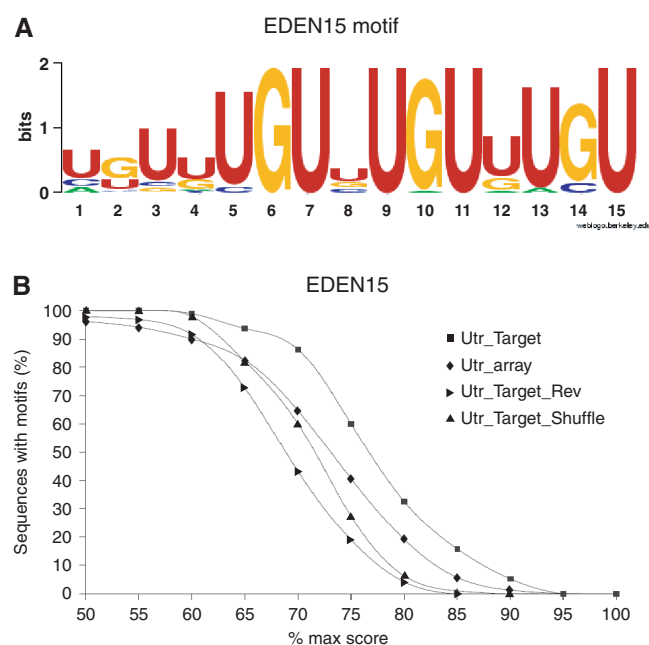 A
EDEN15 motif
bits
2
1
0
U G U U U G U U U G U U U G U
C U C G C G G C
A G A C A
1 2 3 4 5 6 7 8 9 10 11 12 13 14 15
weblogo.berkeley.edu
B
EDEN15
Sequences with motifs (%)
100
90
80
70
60
50
40
30
20
10
0
Utr_Target
Utr_array
Utr_Target_Rev
Utr_Target_Shuffle
50 55 60 65 70 75 80 85 90 95 100
% max score